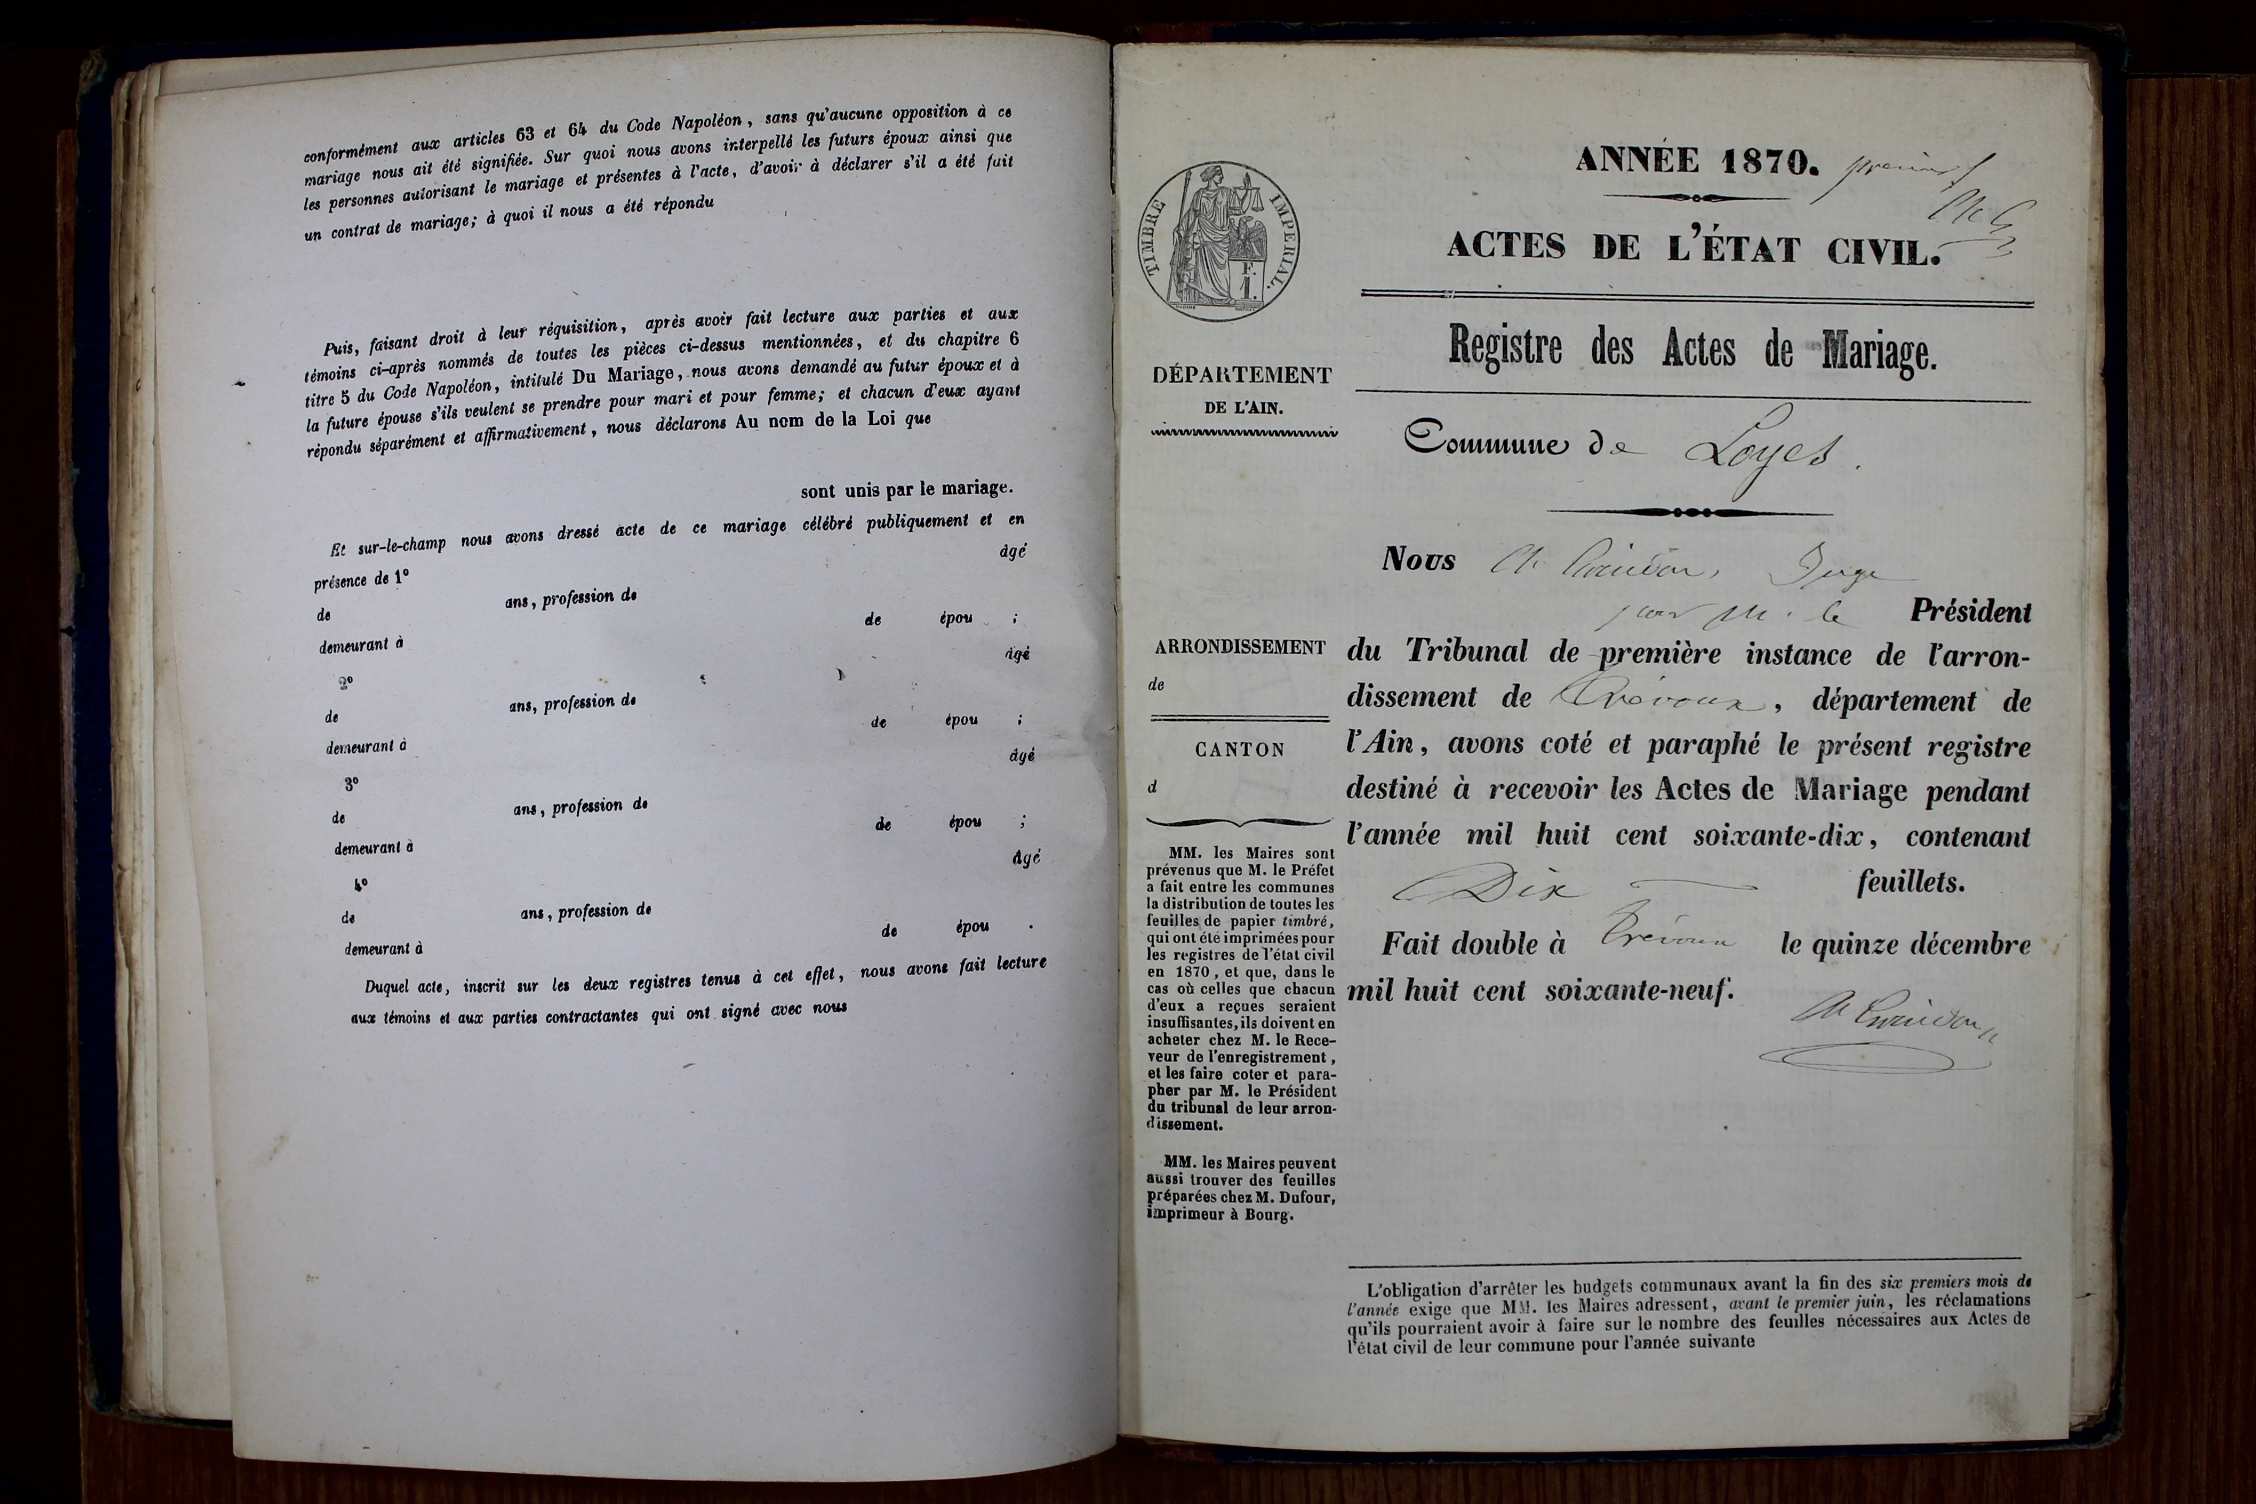 conformément aux articles 63 et 64 du Code Napoléon, sans qu'aucune opposition à ce
mariage nous ait été signifiée. Sur quoi nous avons interpellé les futurs époux ainsi que
les personnes autorisant le mariage et présentes à l'acte, d'avoir à déclarer s'il a été fait
un contrat de mariage; à quoi il nous a été répondu
Puis, faisant droit à leur réquisition, après avoir fait lecture aux parties et aux
témoins ci-après nommés de toutes les pièces ci-dessus mentionnées, et du chapitre 6
titre 5 du Code Napoléon, intitulé Du Mariage, nous avons demandé au futur époux et à
la future épouse s'ils veulent se prendre pour mari et pour femme; et chacun d'eux ayant
répondu séparément et affirmativement, nous déclarons Au nom de la Loi que
sont unis par le mariage.
Et sur-le-champ nous avons dressé acte de ce mariage célébré publiquement et en
présence de 1º âgé
de ans, profession de
demeurant à de épou ;
2º âgé
de ans, profession de
demeurant à de épou ;
3º âgé
de ans, profession de
demeurant à de épou ;
4º âgé
de ans, profession de
demeurant à de épou .
Duquel acte, inscrit sur les deux registres tenus à cet effet, nous avons fait lecture
aux témoins et aux parties contractantes qui ont signé avec nous
TIMBRE IMPERIAL.
F.
1.
DÉPARTEMENT
DE L'AIN.
ARRONDISSEMENT
de
CANTON
d
MM. les Maires sont
prévenus que M. le Préfet
a fait entre les communes
la distribution de toutes les
feuilles de papier timbré,
qui ont été imprimées pour
les registres de l'état civil
en 1870, et que, dans le
cas où celles que chacun
d'eux a reçues seraient
insuffisantes, ils doivent en
acheter chez M. le Rece-
veur de l'enregistrement,
et les faire coter et para-
pher par M. le Président
du tribunal de leur arron-
dissement.
MM. les Maires peuvent
aussi trouver des feuilles
préparées chez M. Dufour,
imprimeur à Bourg.
ANNÉE 1870.
ACTES DE L'ÉTAT CIVIL.
Registre des Actes de Mariage.
Commune de Loyes.
Nous Juge
pour M. le Président
du Tribunal de première instance de l'arron-
dissement de Trévoux, département de
l'Ain, avons coté et paraphé le présent registre
destiné à recevoir les Actes de Mariage pendant
l'année mil huit cent soixante-dix, contenant
Dix feuillets.
Fait double à Trévoux le quinze décembre
mil huit cent soixante-neuf.
L'obligation d'arrêter les budgets communaux avant la fin des six premiers mois de
l'année exige que MM. les Maires adressent, avant le premier juin, les réclamations
qu'ils pourraient avoir à faire sur le nombre des feuilles nécessaires aux Actes de
l'état civil de leur commune pour l'année suivante